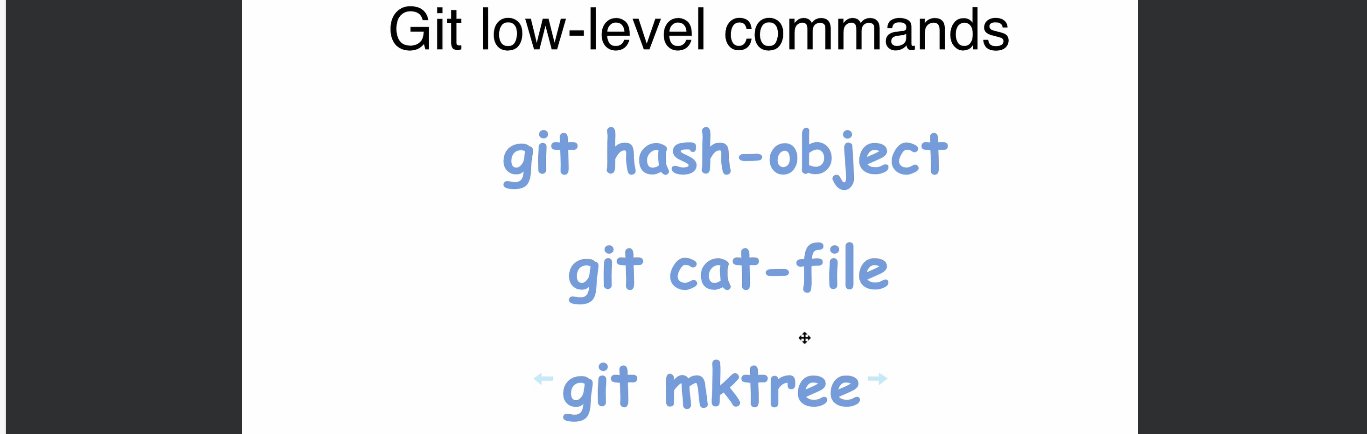 Git low-level commands
git hash-object
git cat-file
git mktree